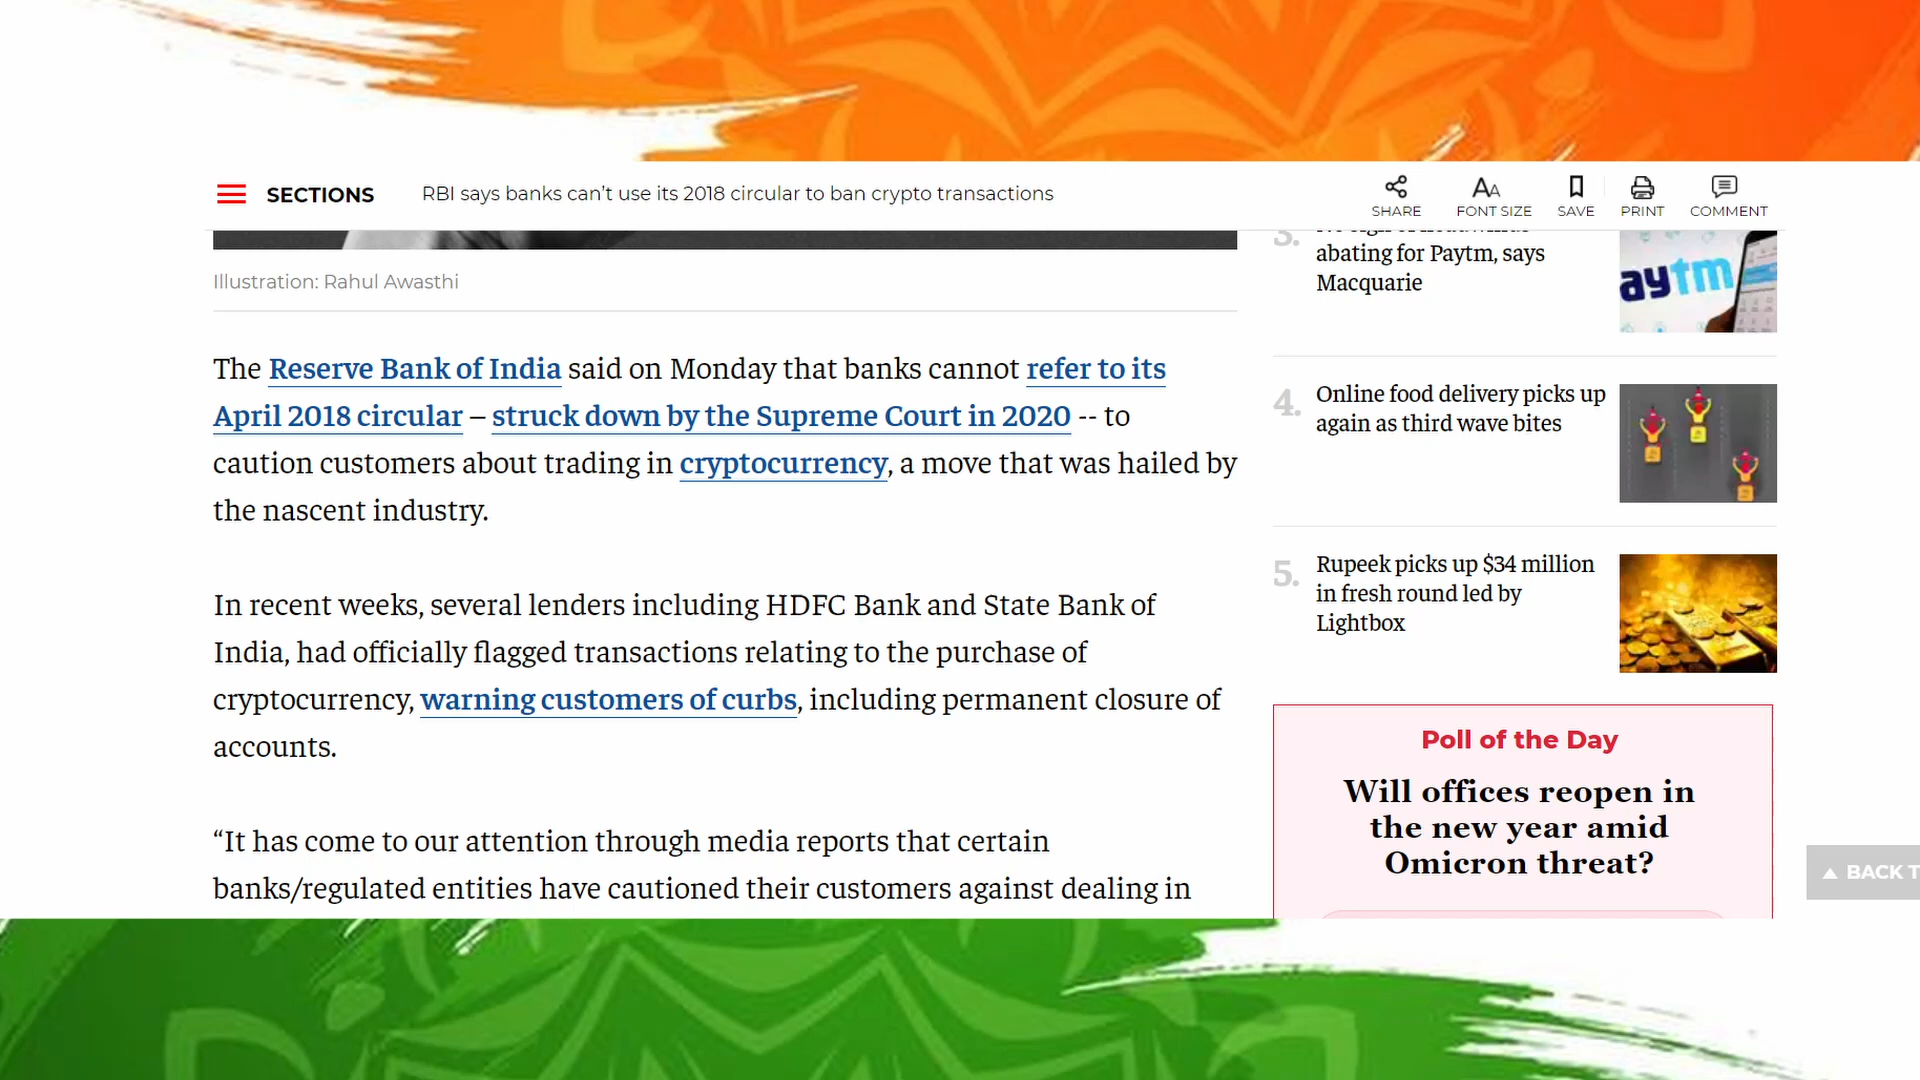 SECTIONS
RBI says banks can't use its 2018 circular to ban crypto transactions
SHARE
FONT SIZE
SAVE
PRINT
COMMENT
Illustration: Rahul Awasthi
The Reserve Bank of India said on Monday that banks cannot refer to its
April 2018 circular – struck down by the Supreme Court in 2020 -- to
caution customers about trading in cryptocurrency, a move that was hailed by
the nascent industry.
In recent weeks, several lenders including HDFC Bank and State Bank of
India, had officially flagged transactions relating to the purchase of
cryptocurrency, warning customers of curbs, including permanent closure of
accounts.
“It has come to our attention through media reports that certain
banks/regulated entities have cautioned their customers against dealing in
3.
abating for Paytm, says
Macquarie
aytm
4. Online food delivery picks up
again as third wave bites
5. Rupeek picks up $34 million
in fresh round led by
Lightbox
Poll of the Day
Will offices reopen in
the new year amid
Omicron threat?
BACK T